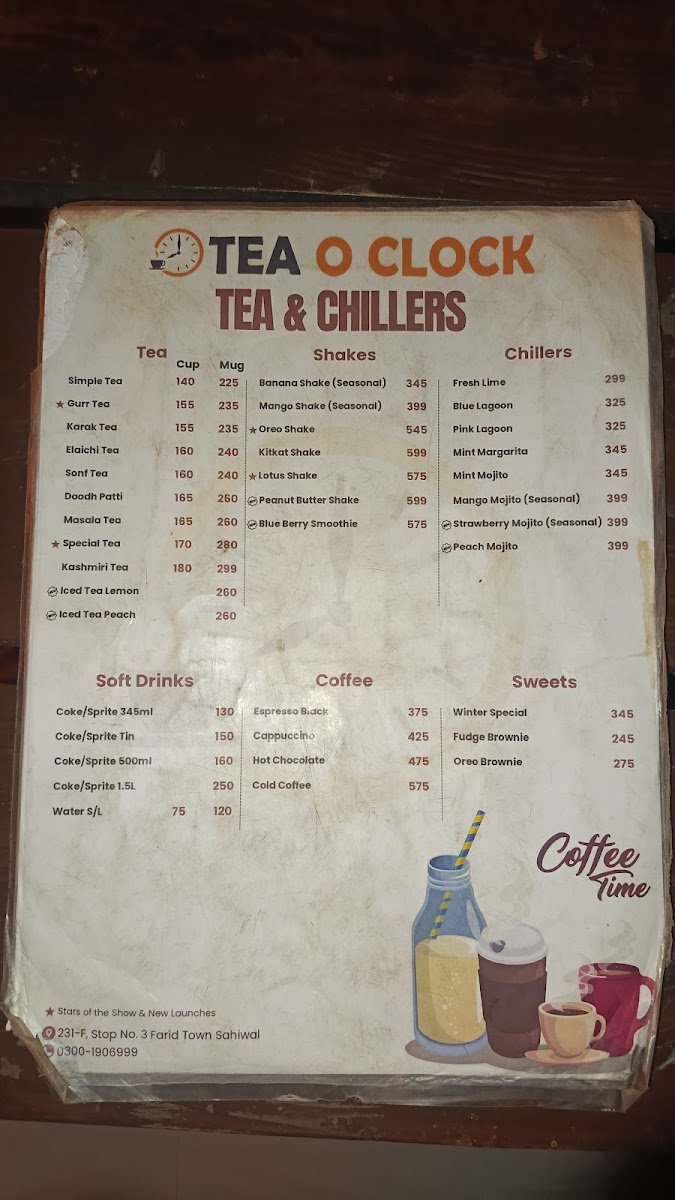 TEA O CLOCK
TEA & CHILLERS
Tea
Cup Mug
Simple Tea 140 225
★ Gurr Tea 155 235
Karak Tea 155 235
Elaichi Tea 160 240
Sonf Tea 160 240
Doodh Patti 165 260
Masala Tea 165 260
★ Special Tea 170 280
Kashmiri Tea 180 299
Iced Tea Lemon 260
Iced Tea Peach 260
Shakes
Banana Shake (Seasonal) 345
Mango Shake (Seasonal) 399
★ Oreo Shake 545
Kitkat Shake 599
★ Lotus Shake 575
Peanut Butter Shake 599
Blue Berry Smoothie 575
Chillers
Fresh Lime 299
Blue Lagoon 325
Pink Lagoon 325
Mint Margarita 345
Mint Mojito 345
Mango Mojito (Seasonal) 399
Strawberry Mojito (Seasonal) 399
Peach Mojito 399
Soft Drinks
Coke/Sprite 345ml 130
Coke/Sprite Tin 150
Coke/Sprite 500ml 160
Coke/Sprite 1.5L 250
Water S/L 75 120
Coffee
Espresso Black 375
Cappuccino 425
Hot Chocolate 475
Cold Coffee 575
Sweets
Winter Special 345
Fudge Brownie 245
Oreo Brownie 275
Coffee
Time
★ Stars of the Show & New Launches
231-F, Stop No. 3 Farid Town Sahiwal
0300-1906999